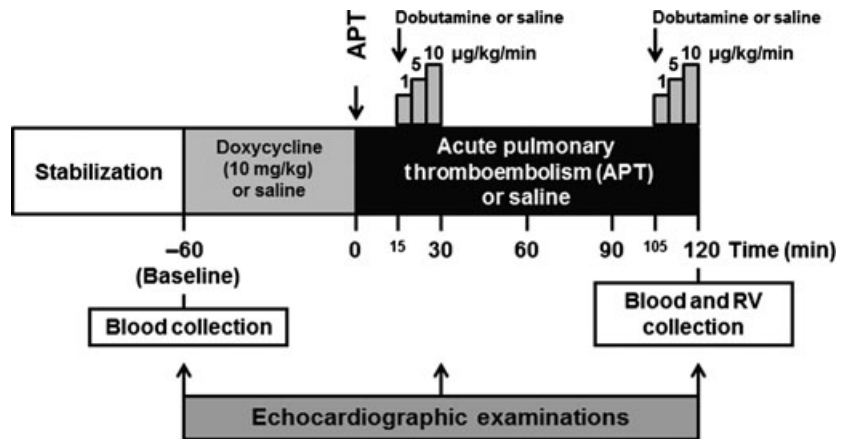 APT
Dobutamine or saline
1 5 10 µg/kg/min
Dobutamine or saline
1 5 10 µg/kg/min
Stabilization
Doxycycline
(10 mg/kg)
or saline
Acute pulmonary
thromboembolism (APT)
or saline
–60 0 15 30 60 90 105 120 Time (min)
(Baseline)
Blood collection
Blood and RV
collection
Echocardiographic examinations